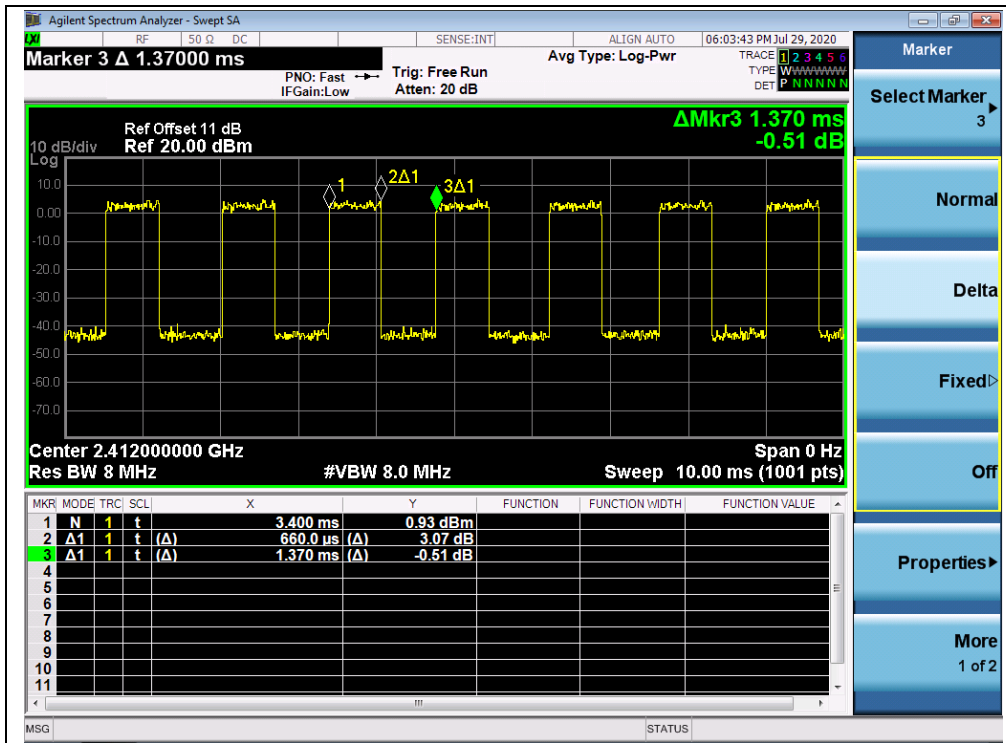 Agilent Spectrum Analyzer - Swept SA
LXI RF 50 Ω DC SENSE:INT ALIGN AUTO 06:03:43 PM Jul 29, 2020
Marker 3 Δ 1.37000 ms
PNO: Fast
IFGain:Low
Trig: Free Run
Atten: 20 dB
Avg Type: Log-Pwr
TRACE 1 2 3 4 5 6
TYPE WWWWWW
DET P N N N N N
ΔMkr3 1.370 ms
-0.51 dB
Ref Offset 11 dB
10 dB/div Ref 20.00 dBm
Log
10.0
0.00
-10.0
-20.0
-30.0
-40.0
-50.0
-60.0
-70.0
1
2Δ1
3Δ1
Center 2.412000000 GHz Span 0 Hz
Res BW 8 MHz #VBW 8.0 MHz Sweep 10.00 ms (1001 pts)
MKR MODE TRC SCL X Y FUNCTION FUNCTION WIDTH FUNCTION VALUE
1 N 1 t 3.400 ms 0.93 dBm
2 Δ1 1 t (Δ) 660.0 µs (Δ) 3.07 dB
3 Δ1 1 t (Δ) 1.370 ms (Δ) -0.51 dB
4
5
6
7
8
9
10
11
MSG STATUS
Marker
Select Marker
3
Normal
Delta
Fixed
Off
Properties
More
1 of 2